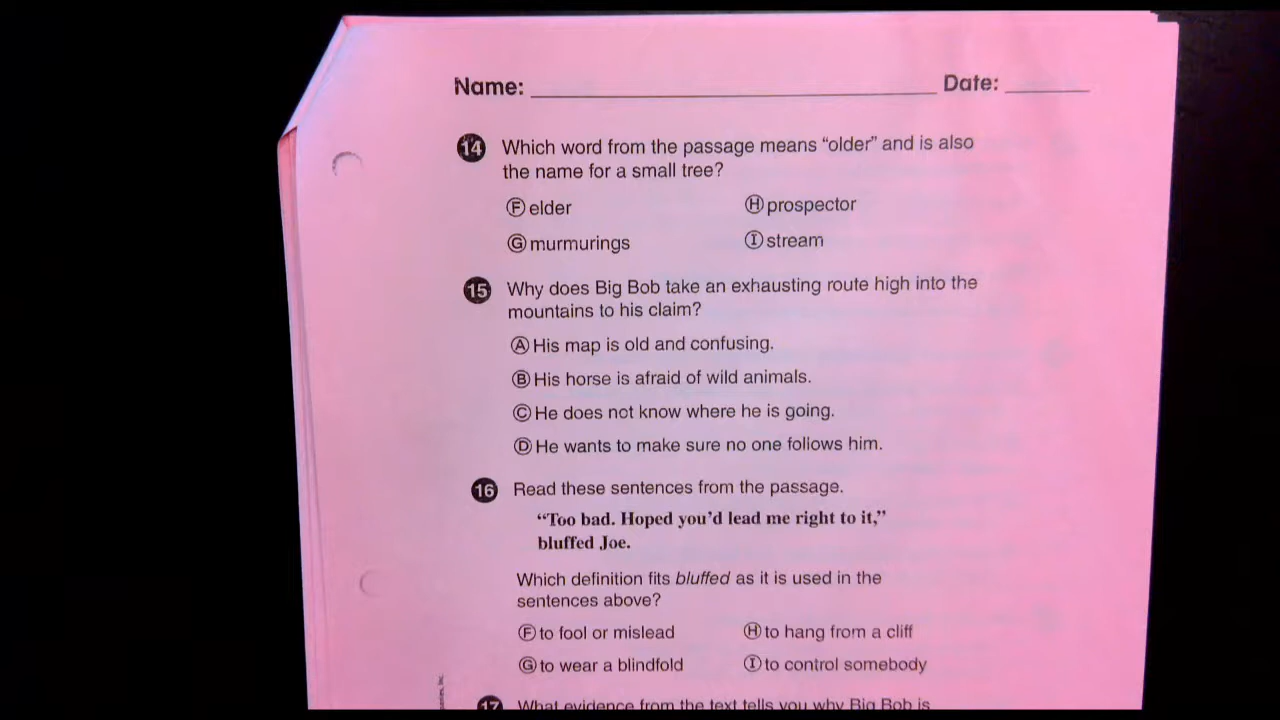 Name: ____________ Date: ______
14 Which word from the passage means “older” and is also
the name for a small tree?
F elder H prospector
G murmurings I stream
15 Why does Big Bob take an exhausting route high into the
mountains to his claim?
A His map is old and confusing.
B His horse is afraid of wild animals.
C He does not know where he is going.
D He wants to make sure no one follows him.
16 Read these sentences from the passage.
“Too bad. Hoped you’d lead me right to it,”
bluffed Joe.
Which definition fits bluffed as it is used in the
sentences above?
F to fool or mislead H to hang from a cliff
G to wear a blindfold I to control somebody
17 What evidence from the text tells you why Big Bob is